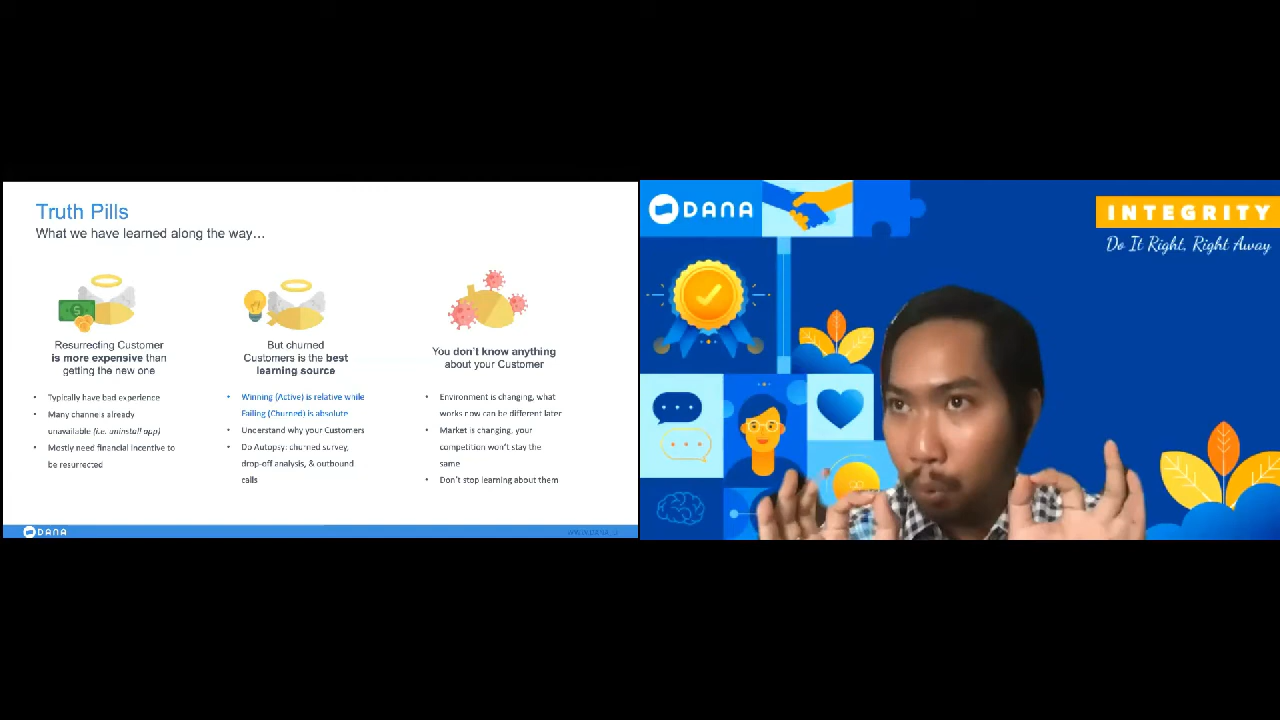 Truth Pills
What we have learned along the way…
Resurrecting Customer
is more expensive than
getting the new one
• Typically have bad experience
• Many channels already
unavailable (i.e. uninstall app)
• Mostly need financial incentive to
be resurrected
But churned
Customers is the best
learning source
• Winning (Active) is relative while
Failing (Churned) is absolute
• Understand why your Customers
• Do Autopsy: churned survey,
drop-off analysis, & outbound
calls
You don't know anything
about your Customer
• Environment is changing, what
works now can be different later
• Market is changing, your
competition won't stay the
same
• Don't stop learning about them
DANA
DANA
INTEGRITY
Do It Right, Right Away